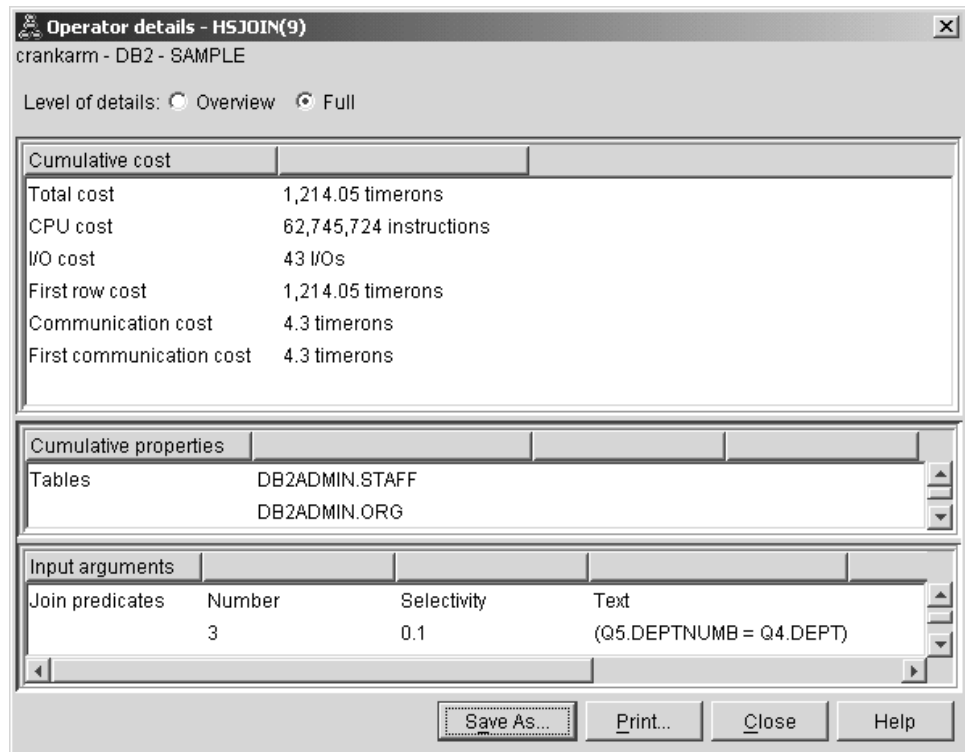 Operator details - HSJOIN(9)
crankarm - DB2 - SAMPLE
Level of details: Overview Full
Cumulative cost
Total cost 1,214.05 timerons
CPU cost 62,745,724 instructions
I/O cost 43 I/Os
First row cost 1,214.05 timerons
Communication cost 4.3 timerons
First communication cost 4.3 timerons
Cumulative properties
Tables DB2ADMIN.STAFF
DB2ADMIN.ORG
Input arguments
Join predicates Number Selectivity Text
3 0.1 (Q5.DEPTNUMB = Q4.DEPT)
Save As... Print... Close Help